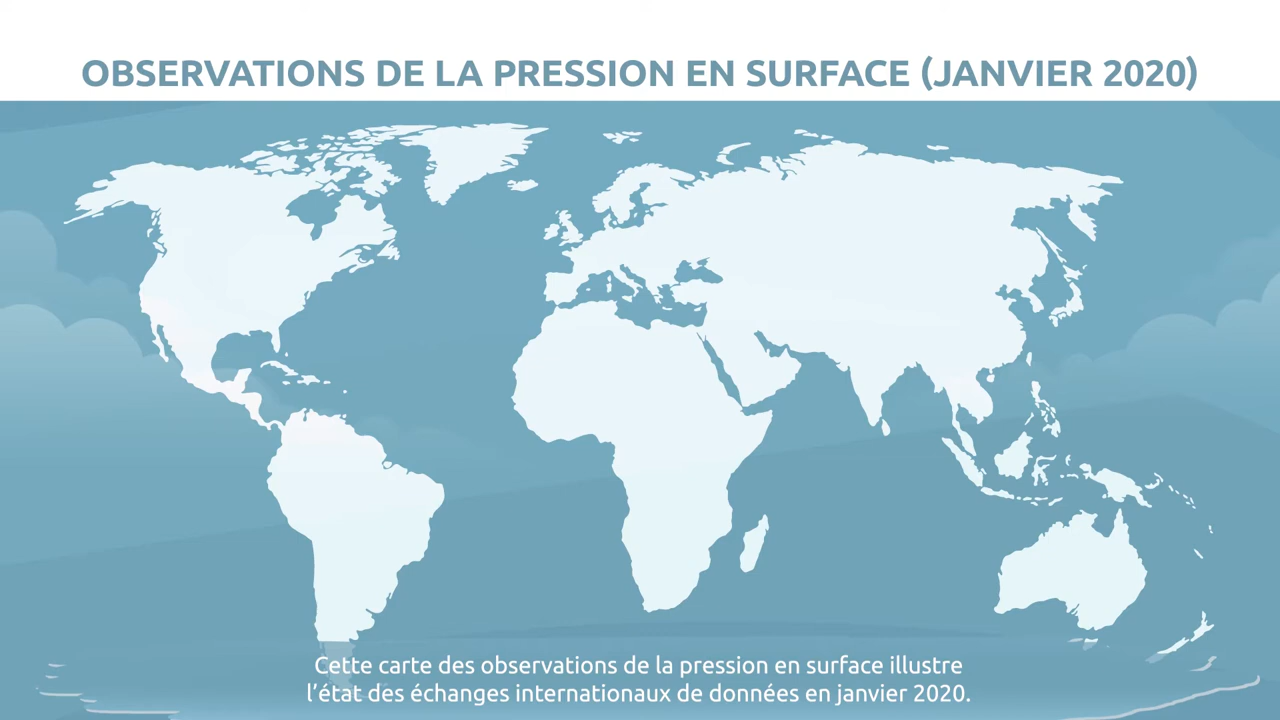 OBSERVATIONS DE LA PRESSION EN SURFACE (JANVIER 2020)
Cette carte des observations de la pression en surface illustre
l’état des échanges internationaux de données en janvier 2020.